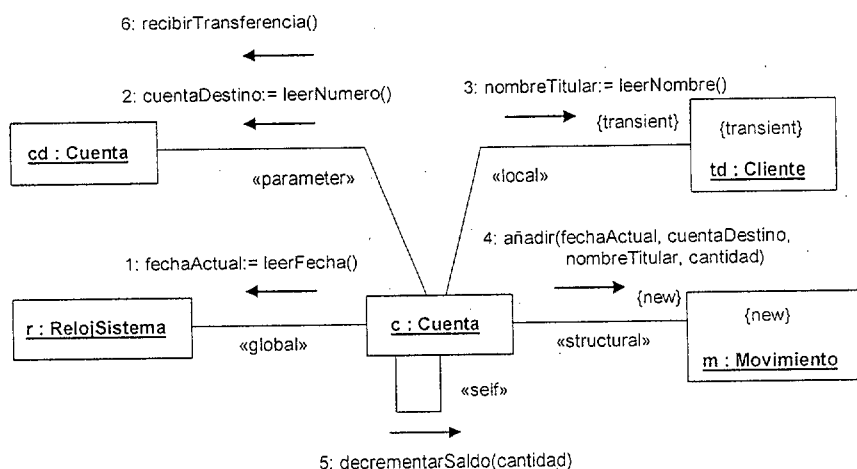 6: recibirTransferencia()
2: cuentaDestino:= leerNumero()
3: nombreTitular:= leerNombre()
{transient}
{transient}
cd : Cuenta
td : Cliente
«parameter»
«local»
4: añadir(fechaActual, cuentaDestino,
nombreTitular, cantidad)
1: fechaActual:= leerFecha()
{new}
{new}
r : RelojSistema
c : Cuenta
m : Movimiento
«global»
«structural»
«self»
5: decrementarSaldo(cantidad)